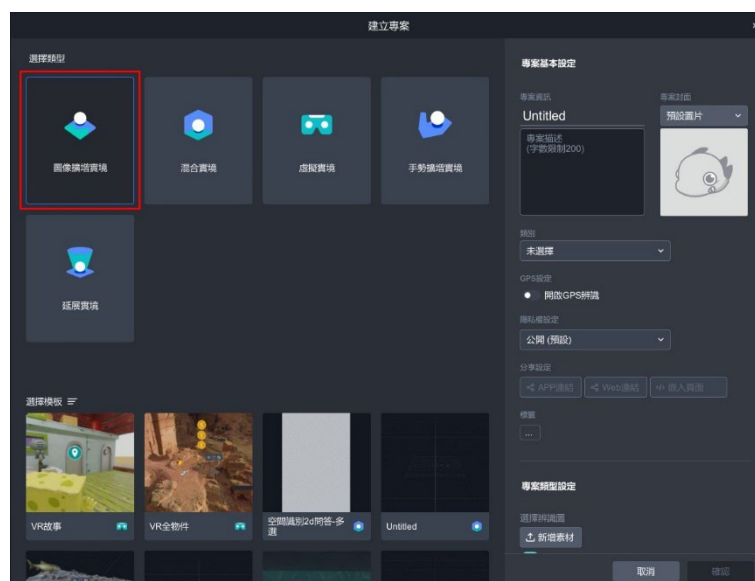 建立專案
選擇類型
圖像擴增實境
混合實境
虛擬實境
手勢擴增實境
延展實境
選擇模板
VR故事
VR全物件
空間識別2d問答-多
選
Untitled
專案基本設定
專案資訊
Untitled
專案描述
(字數限制200)
專案封面
預設圖片
類別
未選擇
GPS設定
開啟GPS辨識
隱私權設定
公開 (預設)
分享設定
APP連結
Web連結
嵌入頁面
標籤
...
專案類型設定
選擇辨識圖
新增素材
取消
確認